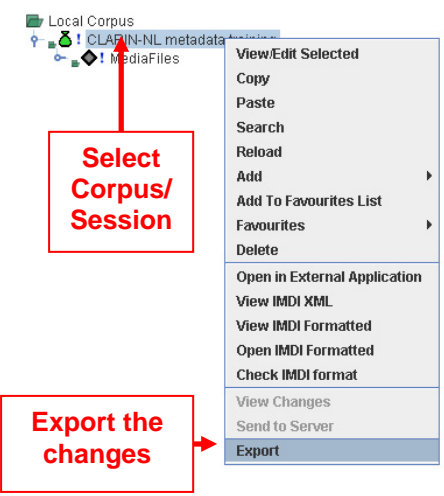 Local Corpus
! CLARIN-NL metadata training
! MediaFiles
View/Edit Selected
Copy
Paste
Search
Reload
Add
Add To Favourites List
Favourites
Delete
Open in External Application
View IMDI XML
View IMDI Formatted
Open IMDI Formatted
Check IMDI format
View Changes
Send to Server
Export
Select
Corpus/
Session
Export the
changes